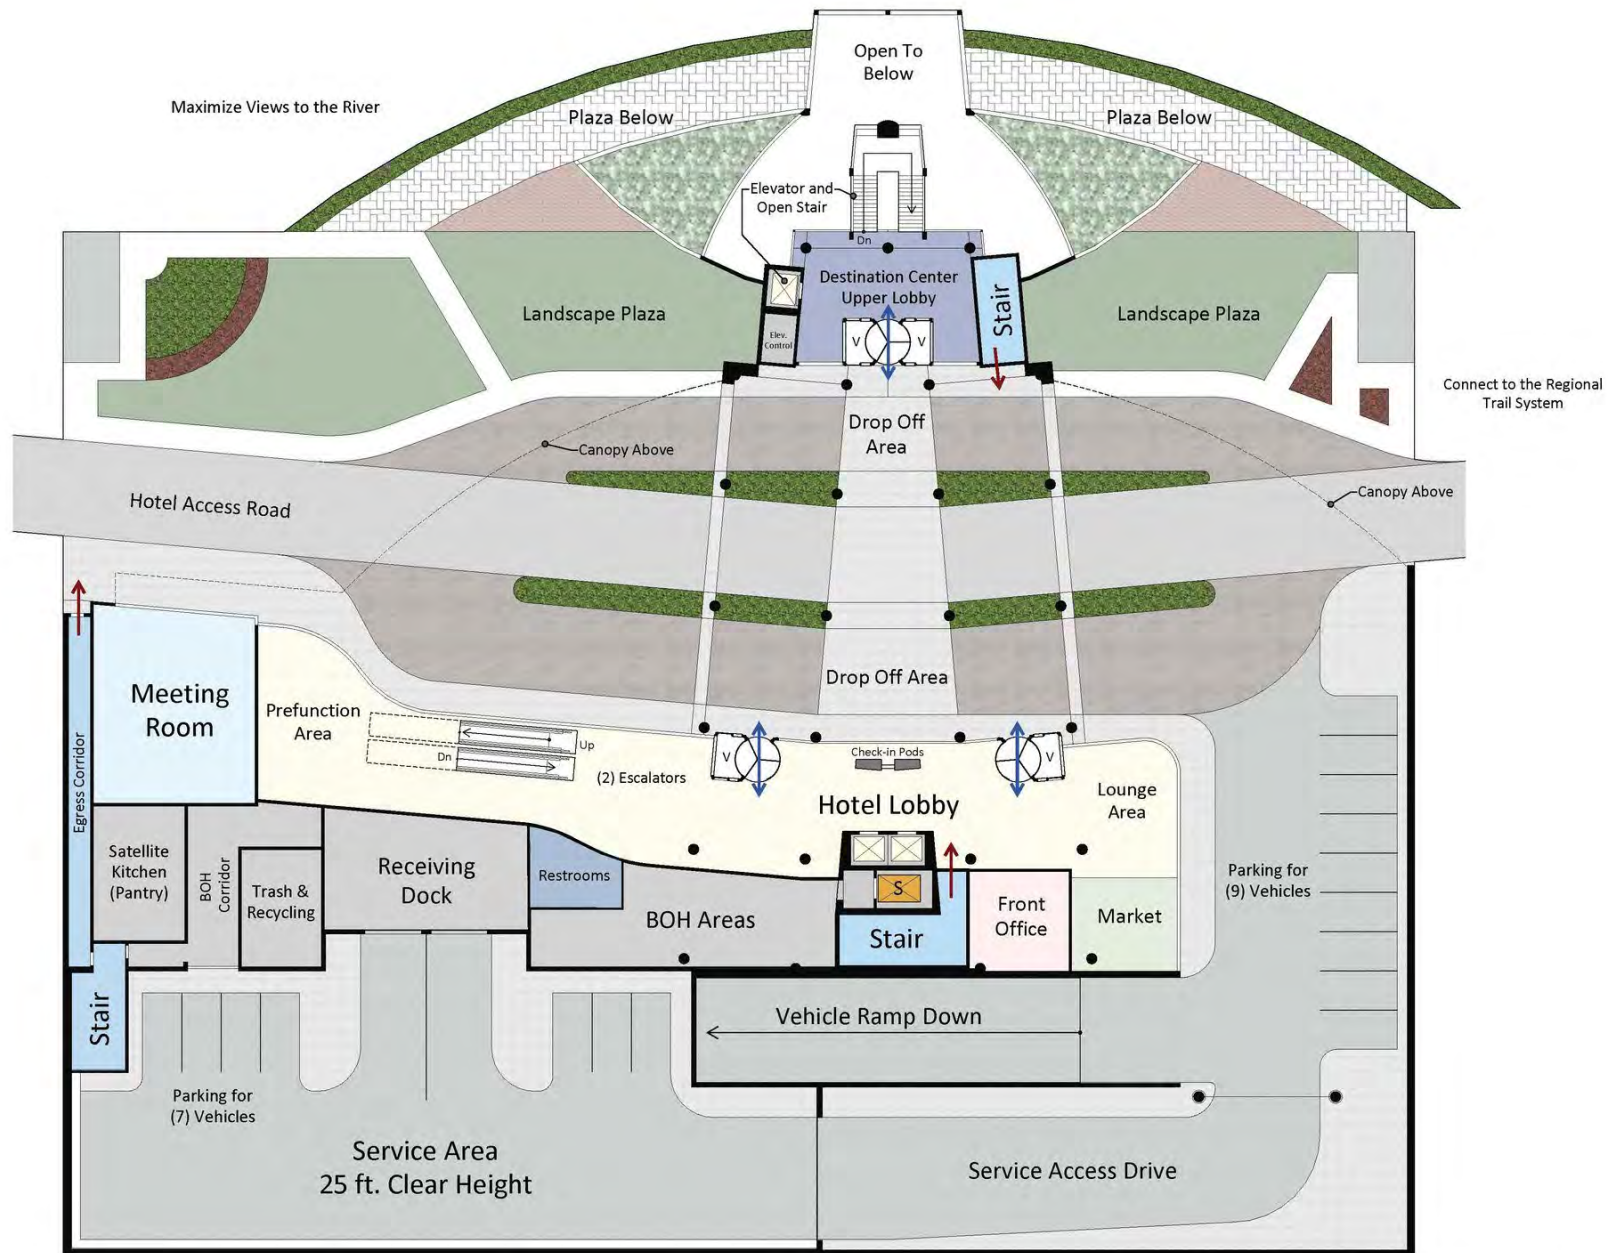 Open To
Below
Maximize Views to the River
Plaza Below
Plaza Below
Elevator and
Open Stair
Dn
Destination Center
Upper Lobby
Stair
Landscape Plaza
Landscape Plaza
Elev.
Control
V
V
Connect to the Regional
Trail System
Drop Off
Area
Canopy Above
Canopy Above
Hotel Access Road
Drop Off Area
Meeting
Room
Prefunction
Area
Up
Dn
(2) Escalators
V
Check-in Pods
V
Hotel Lobby
Lounge
Area
Egress Corridor
Satellite
Kitchen
(Pantry)
BOH
Corridor
Trash &
Recycling
Receiving
Dock
Restrooms
BOH Areas
S
Stair
Front
Office
Market
Parking for
(9) Vehicles
Stair
Vehicle Ramp Down
Parking for
(7) Vehicles
Service Area
25 ft. Clear Height
Service Access Drive